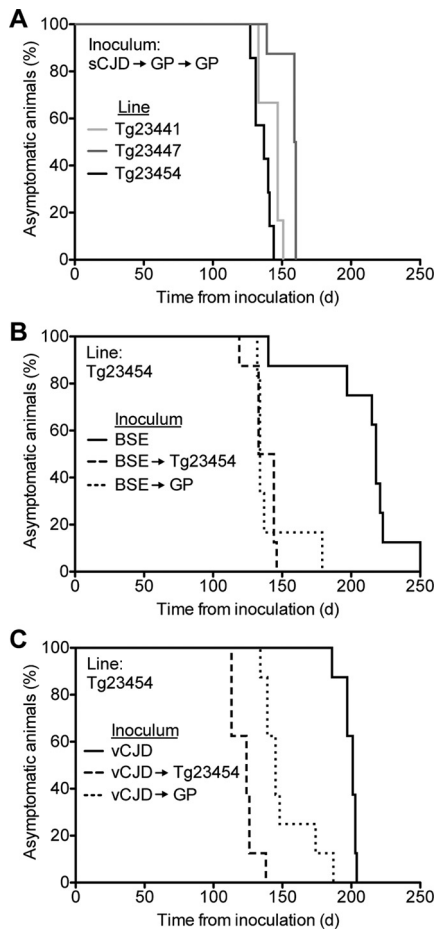 A
Asymptomatic animals (%)
100
80
60
40
20
0
Inoculum:
sCJD → GP → GP
Line
Tg23441
Tg23447
Tg23454
0 50 100 150 200 250
Time from inoculation (d)
B
Asymptomatic animals (%)
100
80
60
40
20
0
Line:
Tg23454
Inoculum
BSE
BSE → Tg23454
BSE → GP
0 50 100 150 200 250
Time from inoculation (d)
C
Asymptomatic animals (%)
100
80
60
40
20
0
Line:
Tg23454
Inoculum
vCJD
vCJD → Tg23454
vCJD → GP
0 50 100 150 200 250
Time from inoculation (d)